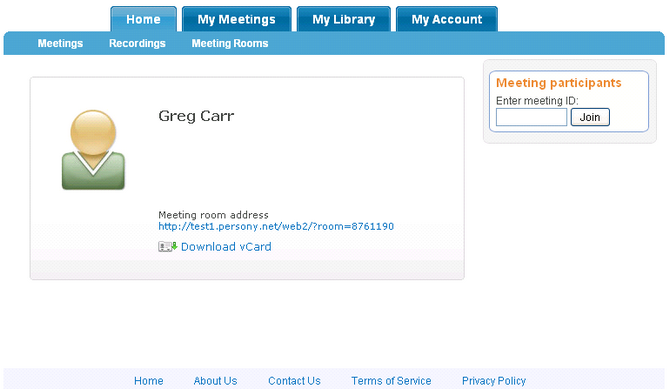 Home My Meetings My Library My Account
Meetings Recordings Meeting Rooms
Meeting participants
Enter meeting ID:
Join
Greg Carr
Meeting room address
http://test1.persony.net/web2/?room=8761190
Download vCard
Home About Us Contact Us Terms of Service Privacy Policy